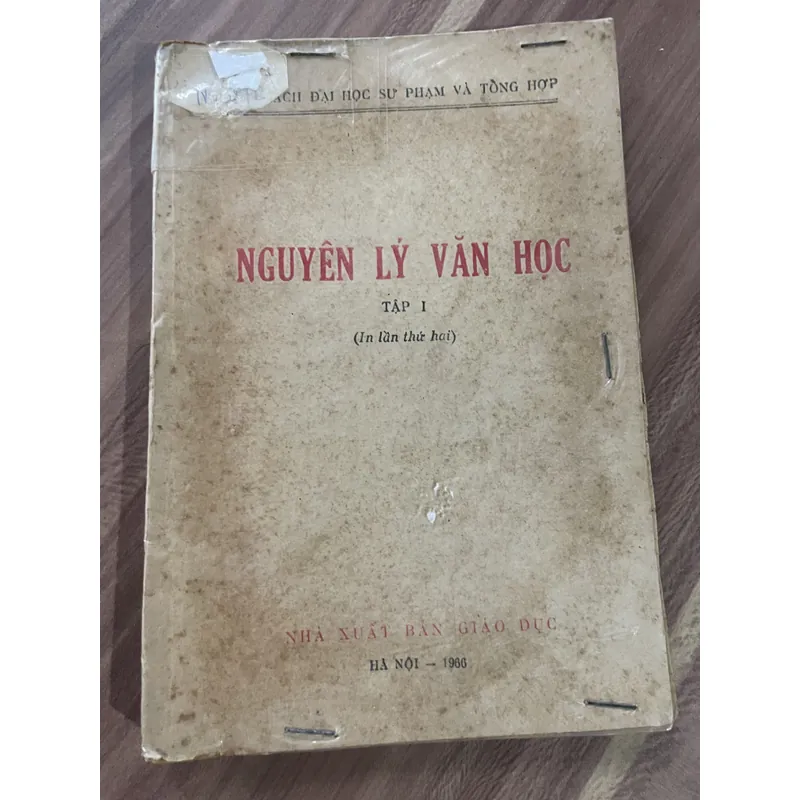 ÁCH ĐẠI HỌC SƯ PHẠM VÀ TỔNG HỢP
NGUYÊN LÝ VĂN HỌC
TẬP I
(In lần thứ hai)
NHÀ XUẤT BẢN GIÁO DỤC
HÀ NỘI — 1966